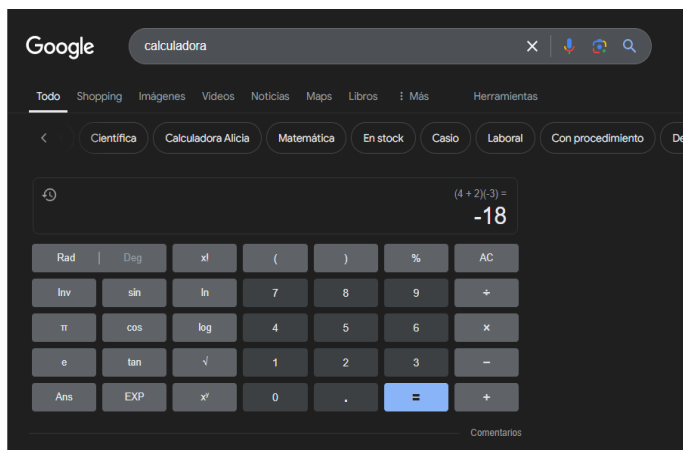 Google calculadora
Todo Shopping Imágenes Videos Noticias Maps Libros Más Herramientas
Científica Calculadora Alicia Matemática En stock Casio Laboral Con procedimiento De
(4 + 2)(-3) =
-18
Rad | Deg x! ( ) % AC
Inv sin ln 7 8 9 ÷
π cos log 4 5 6 ×
e tan √ 1 2 3 −
Ans EXP xʸ 0 . = +
Comentarios